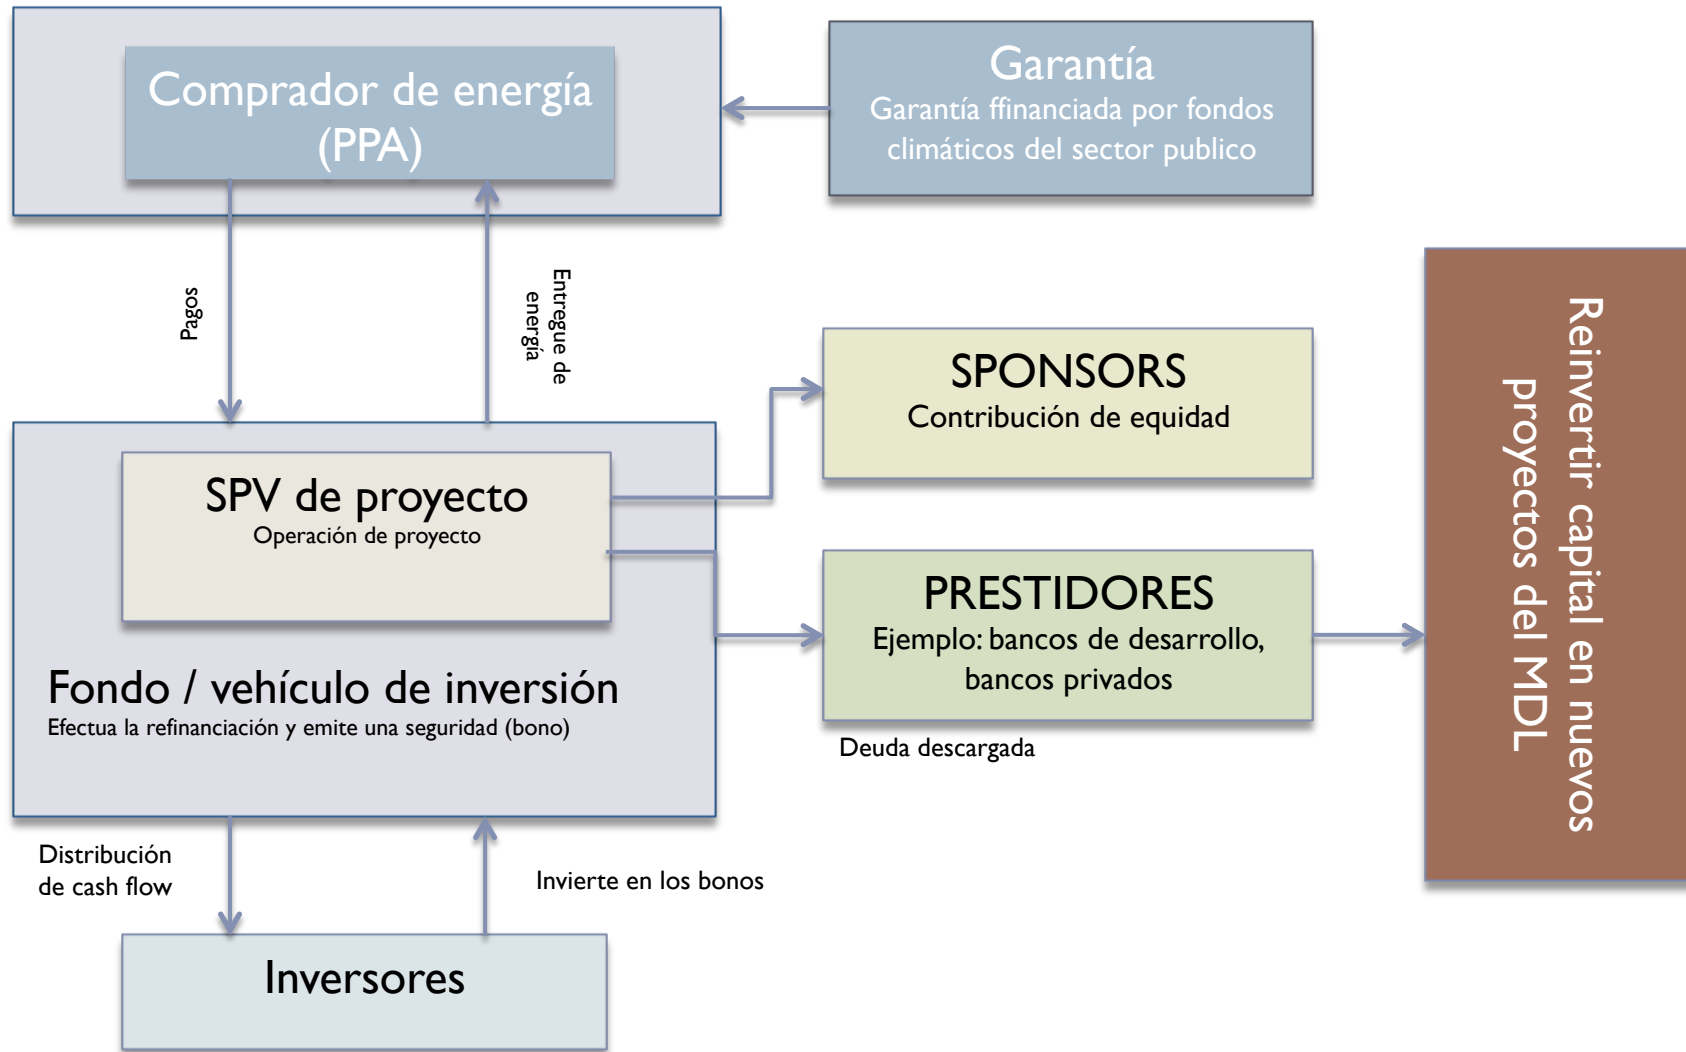 Comprador de energía
(PPA)
Garantía
Garantía ffinanciada por fondos
climáticos del sector publico
Pagos
Entregue de
energía
SPONSORS
Contribución de equidad
SPV de proyecto
Operación de proyecto
PRESTIDORES
Ejemplo: bancos de desarrollo,
bancos privados
Reinvertir capital en nuevos
proyectos del MDL
Fondo / vehículo de inversión
Efectua la refinanciación y emite una seguridad (bono)
Deuda descargada
Distribución
de cash flow
Invierte en los bonos
Inversores